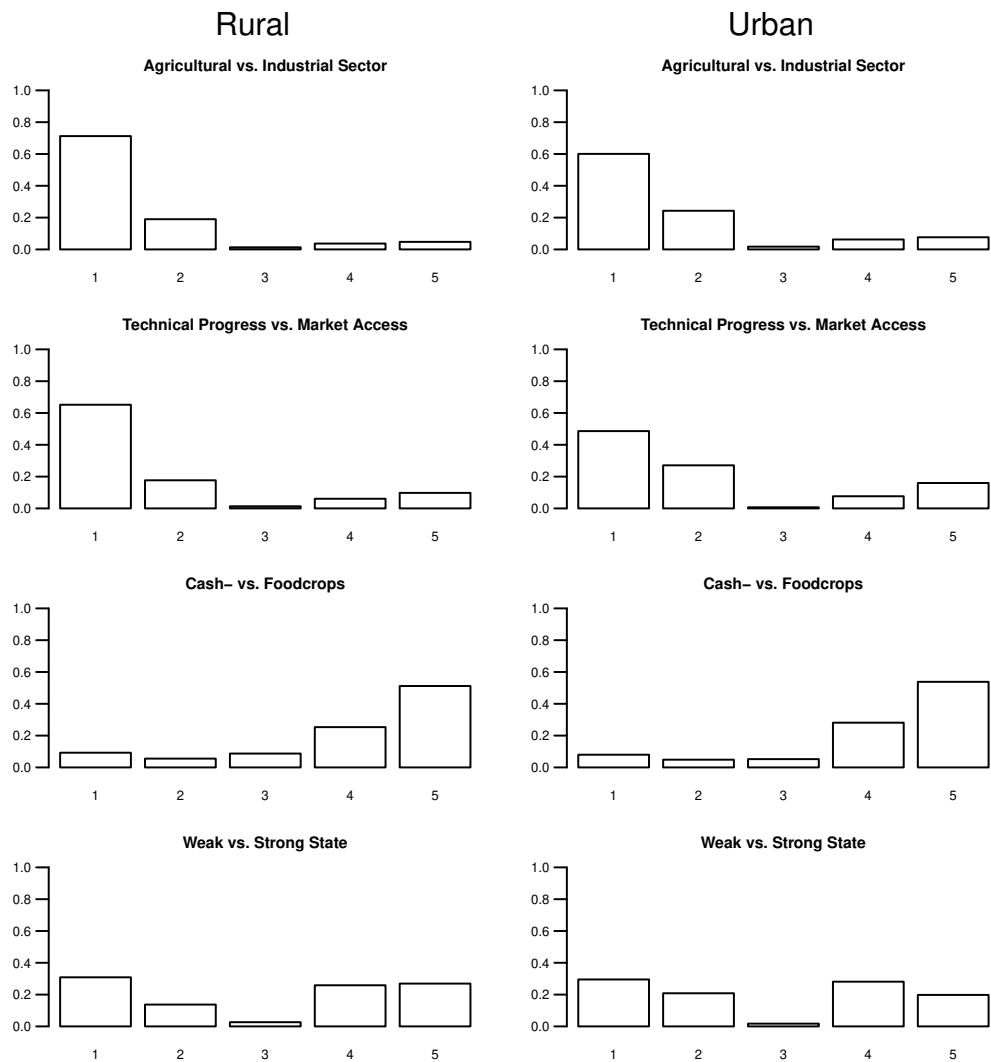 Rural Urban
Agricultural vs. Industrial Sector Agricultural vs. Industrial Sector
1.0 1.0
0.8 0.8
0.6 0.6
0.4 0.4
0.2 0.2
0.0 0.0
1 2 3 4 5 1 2 3 4 5
Technical Progress vs. Market Access Technical Progress vs. Market Access
1.0 1.0
0.8 0.8
0.6 0.6
0.4 0.4
0.2 0.2
0.0 0.0
1 2 3 4 5 1 2 3 4 5
Cash− vs. Foodcrops Cash− vs. Foodcrops
1.0 1.0
0.8 0.8
0.6 0.6
0.4 0.4
0.2 0.2
0.0 0.0
1 2 3 4 5 1 2 3 4 5
Weak vs. Strong State Weak vs. Strong State
1.0 1.0
0.8 0.8
0.6 0.6
0.4 0.4
0.2 0.2
0.0 0.0
1 2 3 4 5 1 2 3 4 5